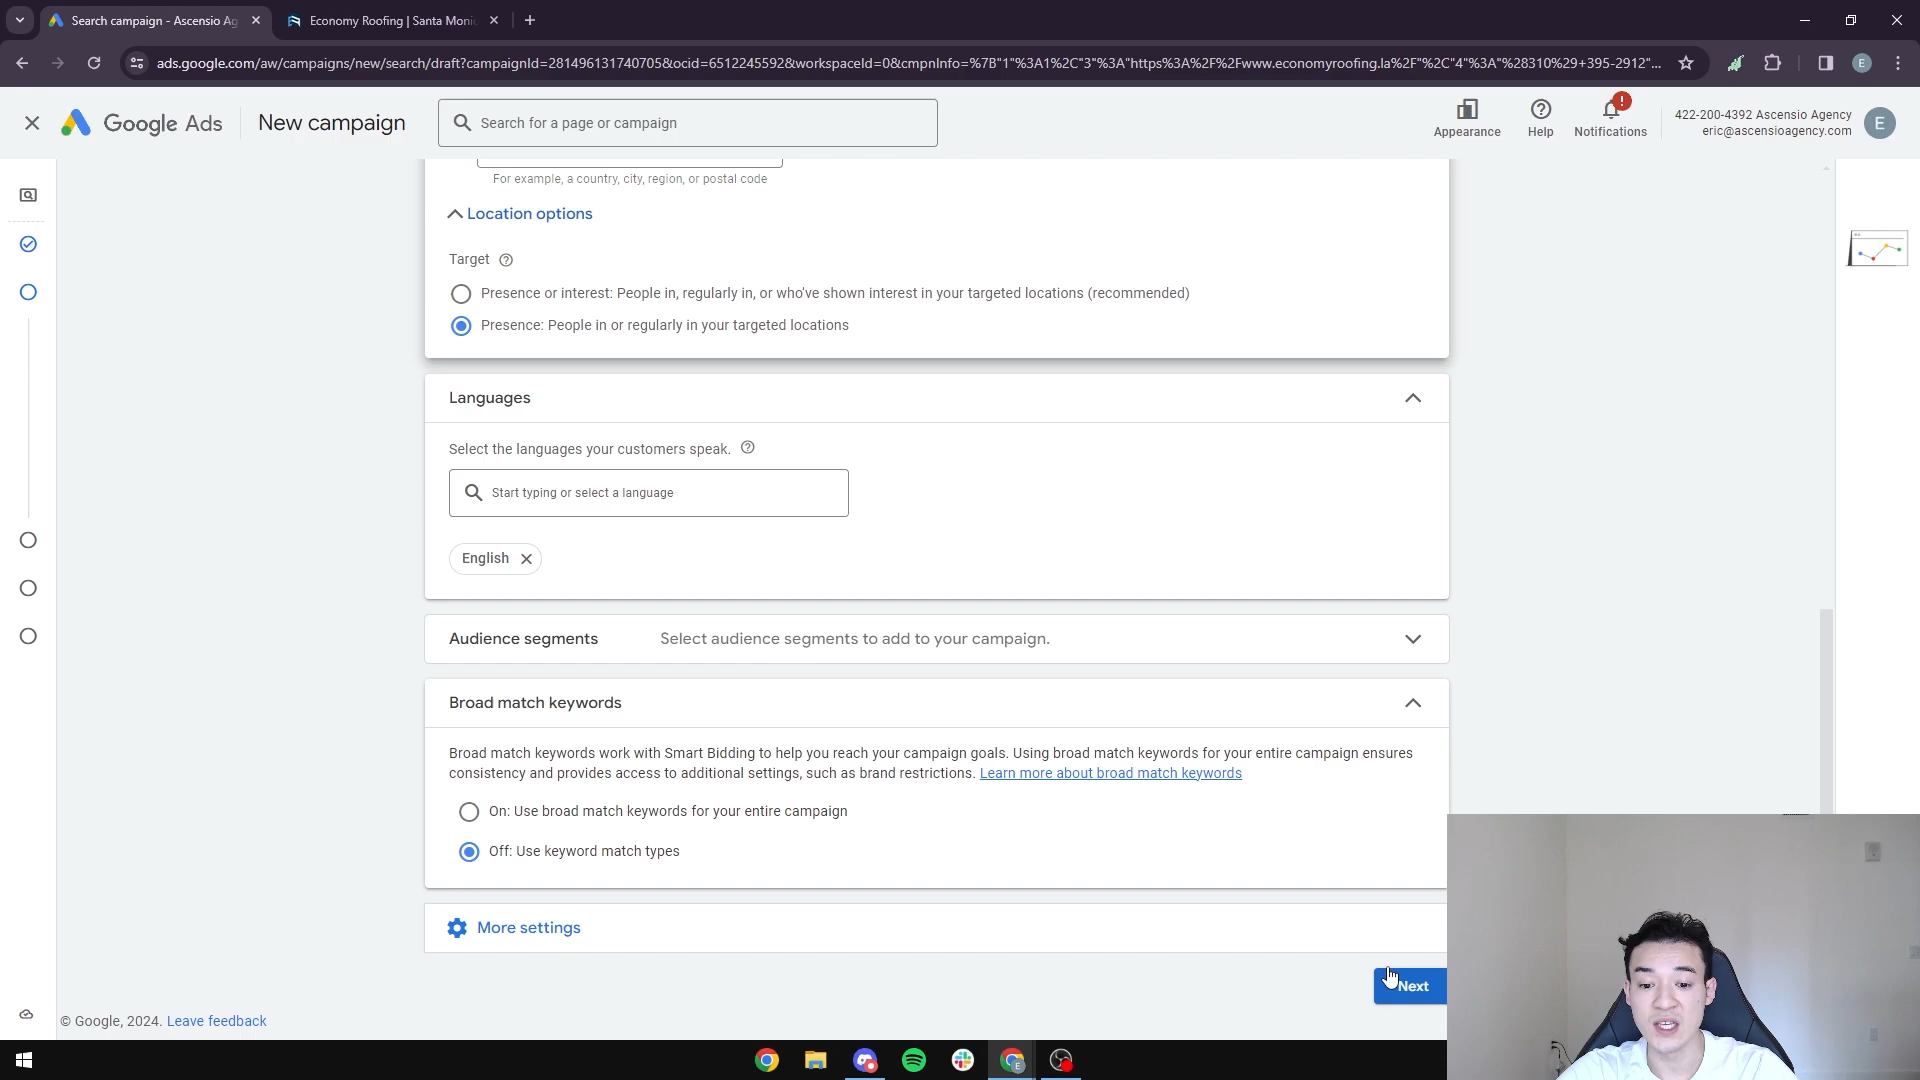 Search campaign - Ascensio Ag
Economy Roofing | Santa Monic
ads.google.com/aw/campaigns/new/search/draft?campaignId=281496131740705&ocid=6512245592&workspaceId=0&cmpnInfo=%7B"1"%3A1%2C"3"%3A"https%3A%2F%2Fwww.economyroofing.la%2F"%2C"4"%3A"%28310%29+395-2912"...
E
Google Ads
New campaign
Search for a page or campaign
Appearance
Help
!
Notifications
422-200-4392 Ascensio Agency
eric@ascensioagency.com
E
For example, a country, city, region, or postal code
Location options
Target
Presence or interest: People in, regularly in, or who've shown interest in your targeted locations (recommended)
Presence: People in or regularly in your targeted locations
Languages
Select the languages your customers speak.
Start typing or select a language
English
Audience segments
Select audience segments to add to your campaign.
Broad match keywords
Broad match keywords work with Smart Bidding to help you reach your campaign goals. Using broad match keywords for your entire campaign ensures
consistency and provides access to additional settings, such as brand restrictions. Learn more about broad match keywords
On: Use broad match keywords for your entire campaign
Off: Use keyword match types
More settings
Next
© Google, 2024. Leave feedback
E